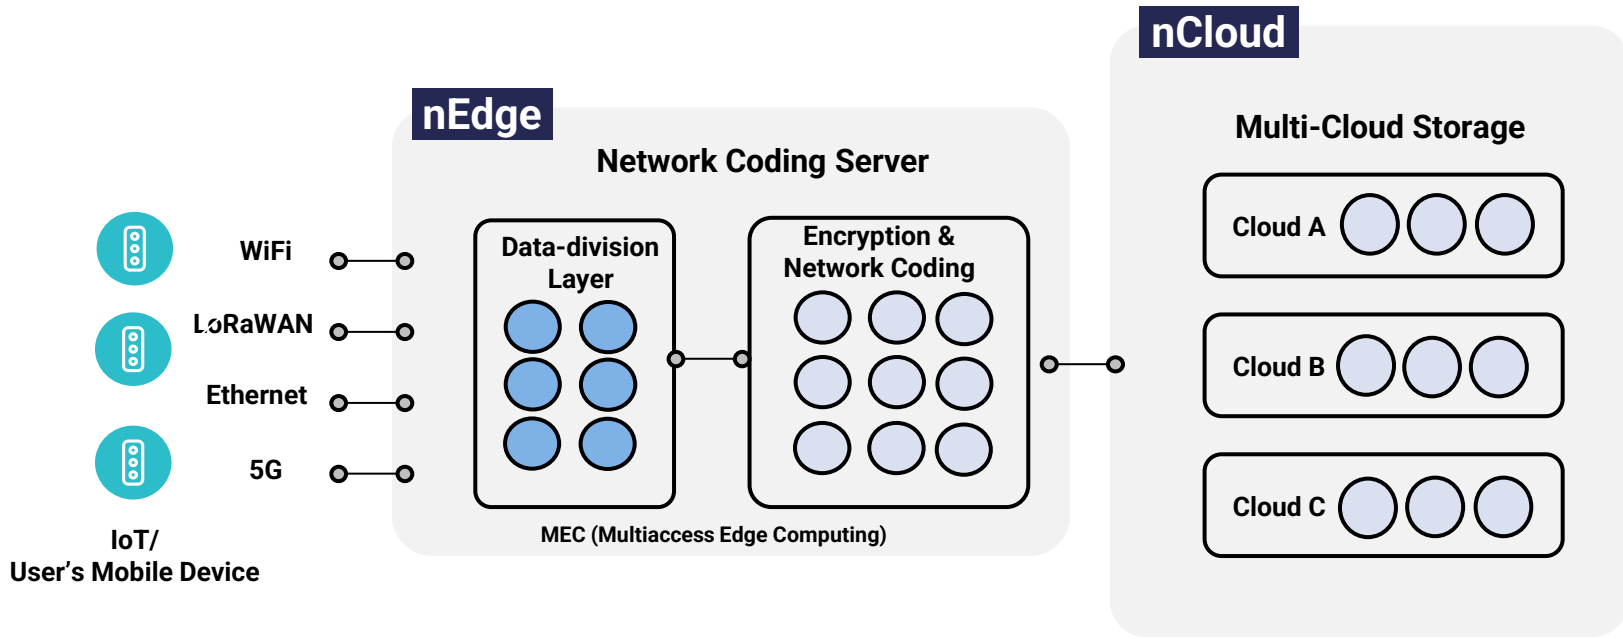 nCloud
nEdge
Multi-Cloud Storage
Network Coding Server
Data-division
Layer
Encryption &
Network Coding
Cloud A
Cloud B
Cloud C
WiFi
LoRaWAN
Ethernet
5G
MEC (Multiaccess Edge Computing)
IoT/
User’s Mobile Device